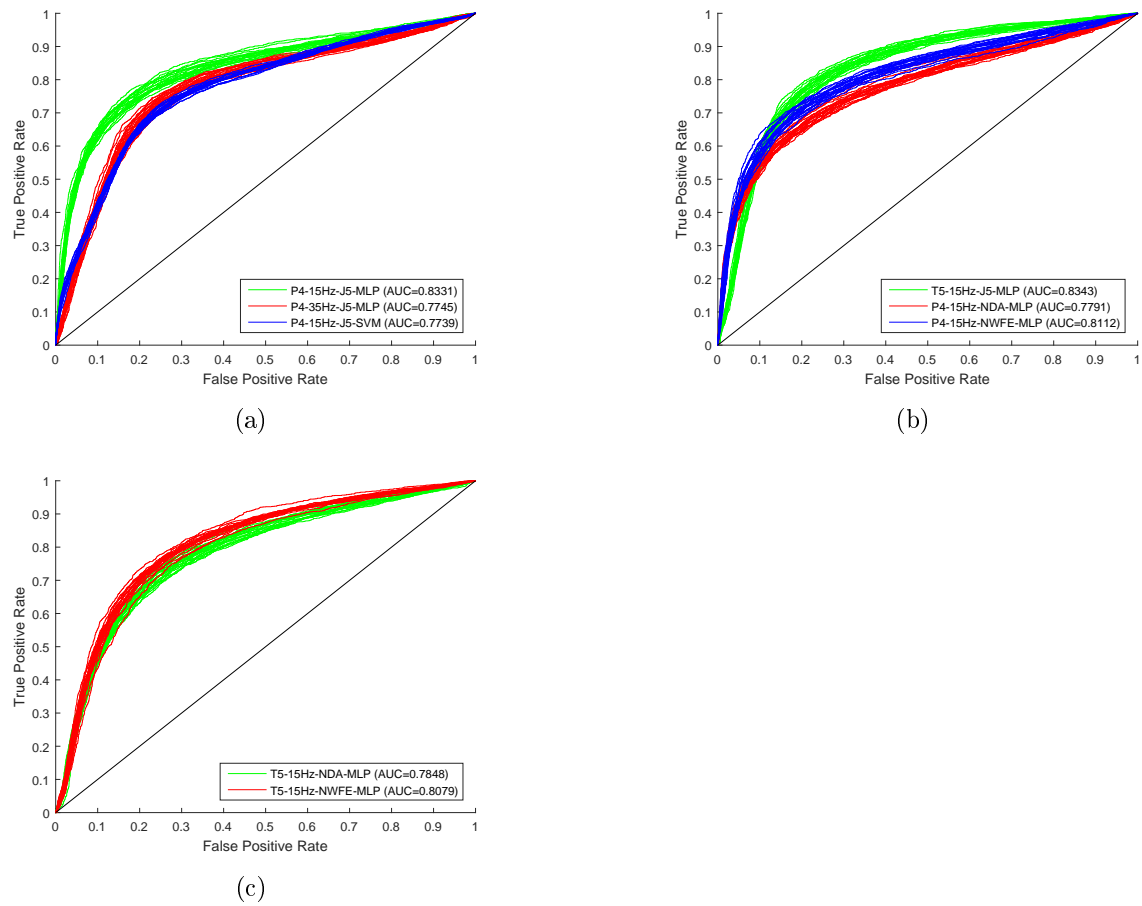 1
0.9
0.8
0.7
0.6
0.5
0.4
0.3
0.2
0.1
0
True Positive Rate
P4-15Hz-J5-MLP (AUC=0.8331)
P4-35Hz-J5-MLP (AUC=0.7745)
P4-15Hz-J5-SVM (AUC=0.7739)
0 0.1 0.2 0.3 0.4 0.5 0.6 0.7 0.8 0.9 1
False Positive Rate
(a)
1
0.9
0.8
0.7
0.6
0.5
0.4
0.3
0.2
0.1
0
True Positive Rate
T5-15Hz-J5-MLP (AUC=0.8343)
P4-15Hz-NDA-MLP (AUC=0.7791)
P4-15Hz-NWFE-MLP (AUC=0.8112)
0 0.1 0.2 0.3 0.4 0.5 0.6 0.7 0.8 0.9 1
False Positive Rate
(b)
1
0.9
0.8
0.7
0.6
0.5
0.4
0.3
0.2
0.1
0
True Positive Rate
T5-15Hz-NDA-MLP (AUC=0.7848)
T5-15Hz-NWFE-MLP (AUC=0.8079)
0 0.1 0.2 0.3 0.4 0.5 0.6 0.7 0.8 0.9 1
False Positive Rate
(c)